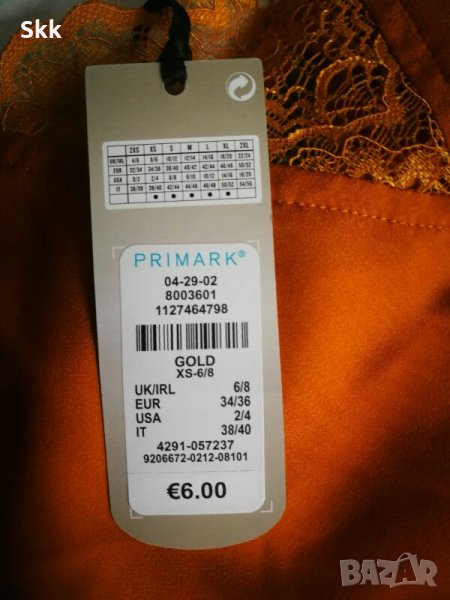 Skk
2XS XS S M L XL 2XL
UK/IRL 4/6 6/8 10/12 12/14 14/16 18/20 22/24
EUR 32/34 34/36 38/40 40/42 42/44 46/48 50/52
USA 0/2 2/4 6/8 8/10 10/12 14/16 18/20
IT 36/38 38/40 42/44 44/46 46/48 50/52 54/56
PRIMARK®
04-29-02
8003601
1127464798
GOLD
XS-6/8
UK/IRL 6/8
EUR 34/36
USA 2/4
IT 38/40
4291-057237
9206672-0212-08101
€6.00
BAZAR